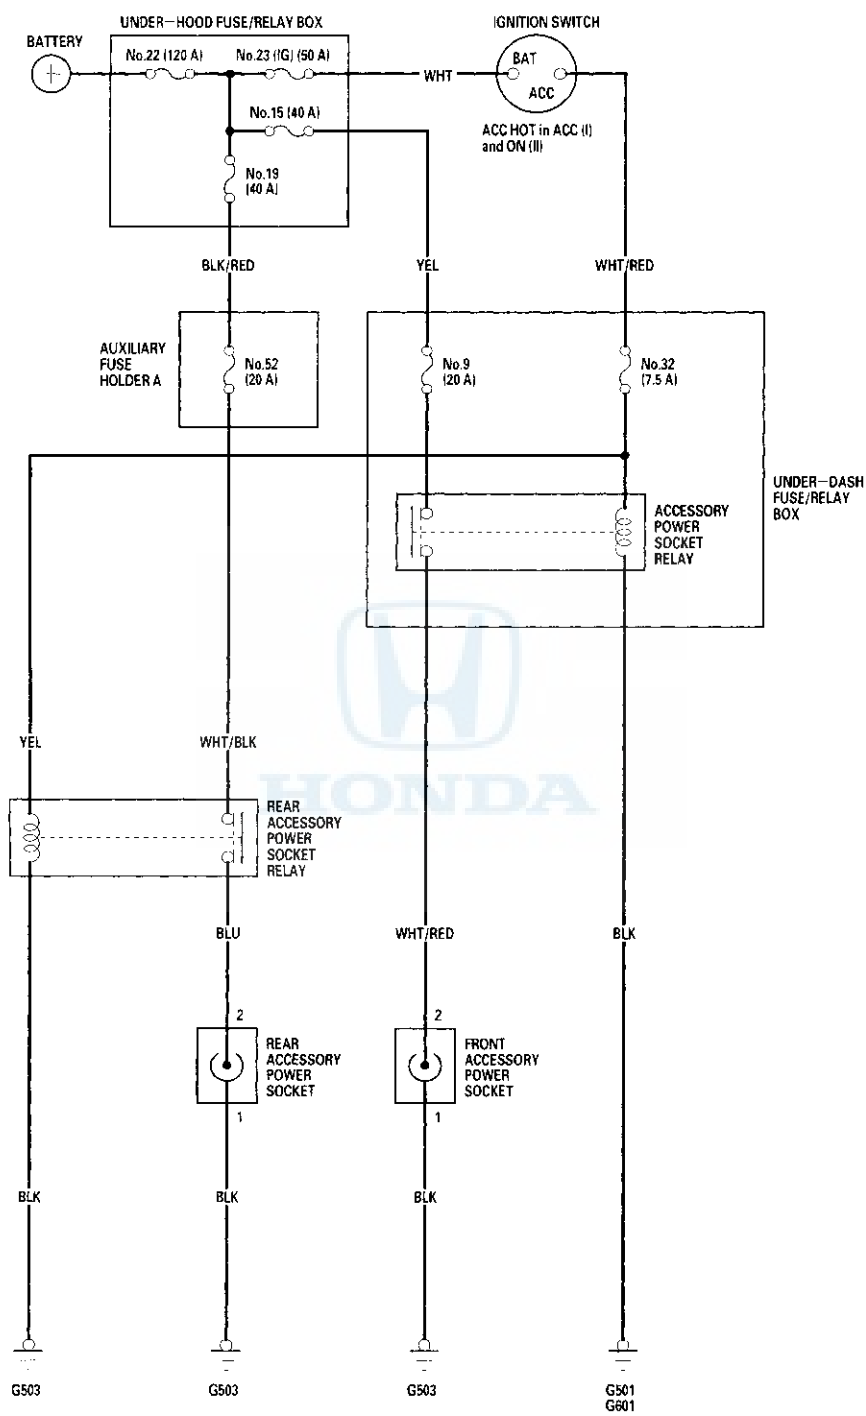 UNDER-HOOD FUSE/RELAY BOX
IGNITION SWITCH
BATTERY
No.22 (120 A)
No.23 (IG) (50 A)
WHT
BAT
ACC
No.15 (40 A)
ACC HOT in ACC (I)
and ON (II)
No.19
(40 A)
BLK/RED
YEL
WHT/RED
AUXILIARY
FUSE
HOLDER A
No.52
(20 A)
No.9
(20 A)
No.32
(7.5 A)
UNDER-DASH
FUSE/RELAY
BOX
ACCESSORY
POWER
SOCKET
RELAY
YEL
WHT/BLK
HONDA
REAR
ACCESSORY
POWER
SOCKET
RELAY
BLU
WHT/RED
BLK
2
2
REAR
ACCESSORY
POWER
SOCKET
FRONT
ACCESSORY
POWER
SOCKET
1
1
BLK
BLK
BLK
G503
G503
G503
G501
G601